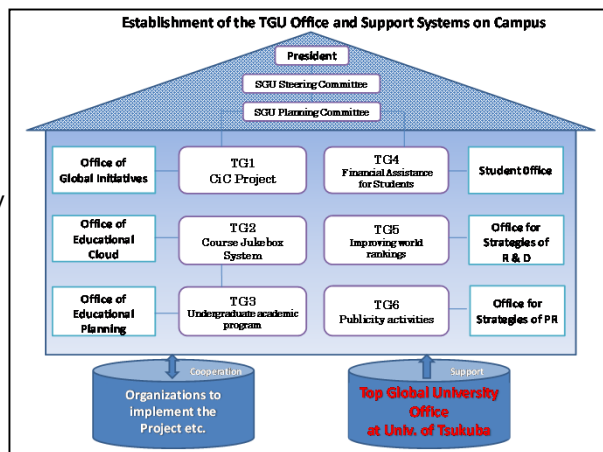 Establishment of the TGU Office and Support Systems on Campus
President
SGU Steering Committee
SGU Planning Committee
Office of
Global Initiatives
TG1
CiC Project
TG4
Financial Assistance
for Students
Student Office
Office of
Educational
Cloud
TG2
Course Jukebox
System
TG5
Improving world
rankings
Office for
Strategies of
R & D
Office of
Educational
Planning
TG3
Undergraduate academic
program
TG6
Publicity activities
Office for
Strategies of PR
Cooperation
Organizations to
implement the
Project etc.
Support
Top Global University
Office
at Univ. of Tsukuba